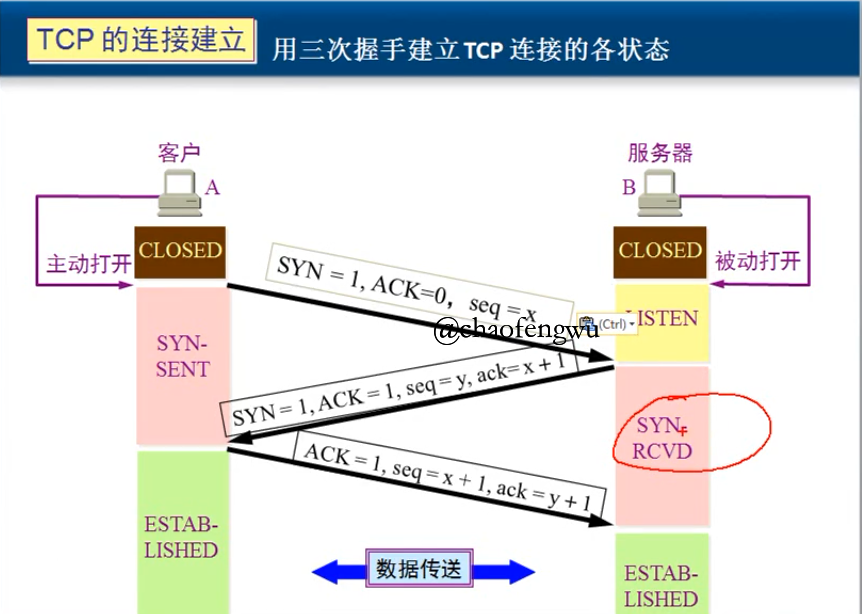 TCP 的连接建立
用三次握手建立TCP 连接的各状态
客户
A
服务器
B
CLOSED
CLOSED
主动打开
被动打开
SYN = 1, ACK=0，seq = x
@chaofengwu
(Ctrl)
LISTEN
SYN-
SENT
SYN = 1, ACK = 1, seq = y, ack= x + 1
SYN-
RCVD
ACK = 1, seq = x + 1, ack = y + 1
ESTAB-
LISHED
数据传送
ESTAB-
LISHED